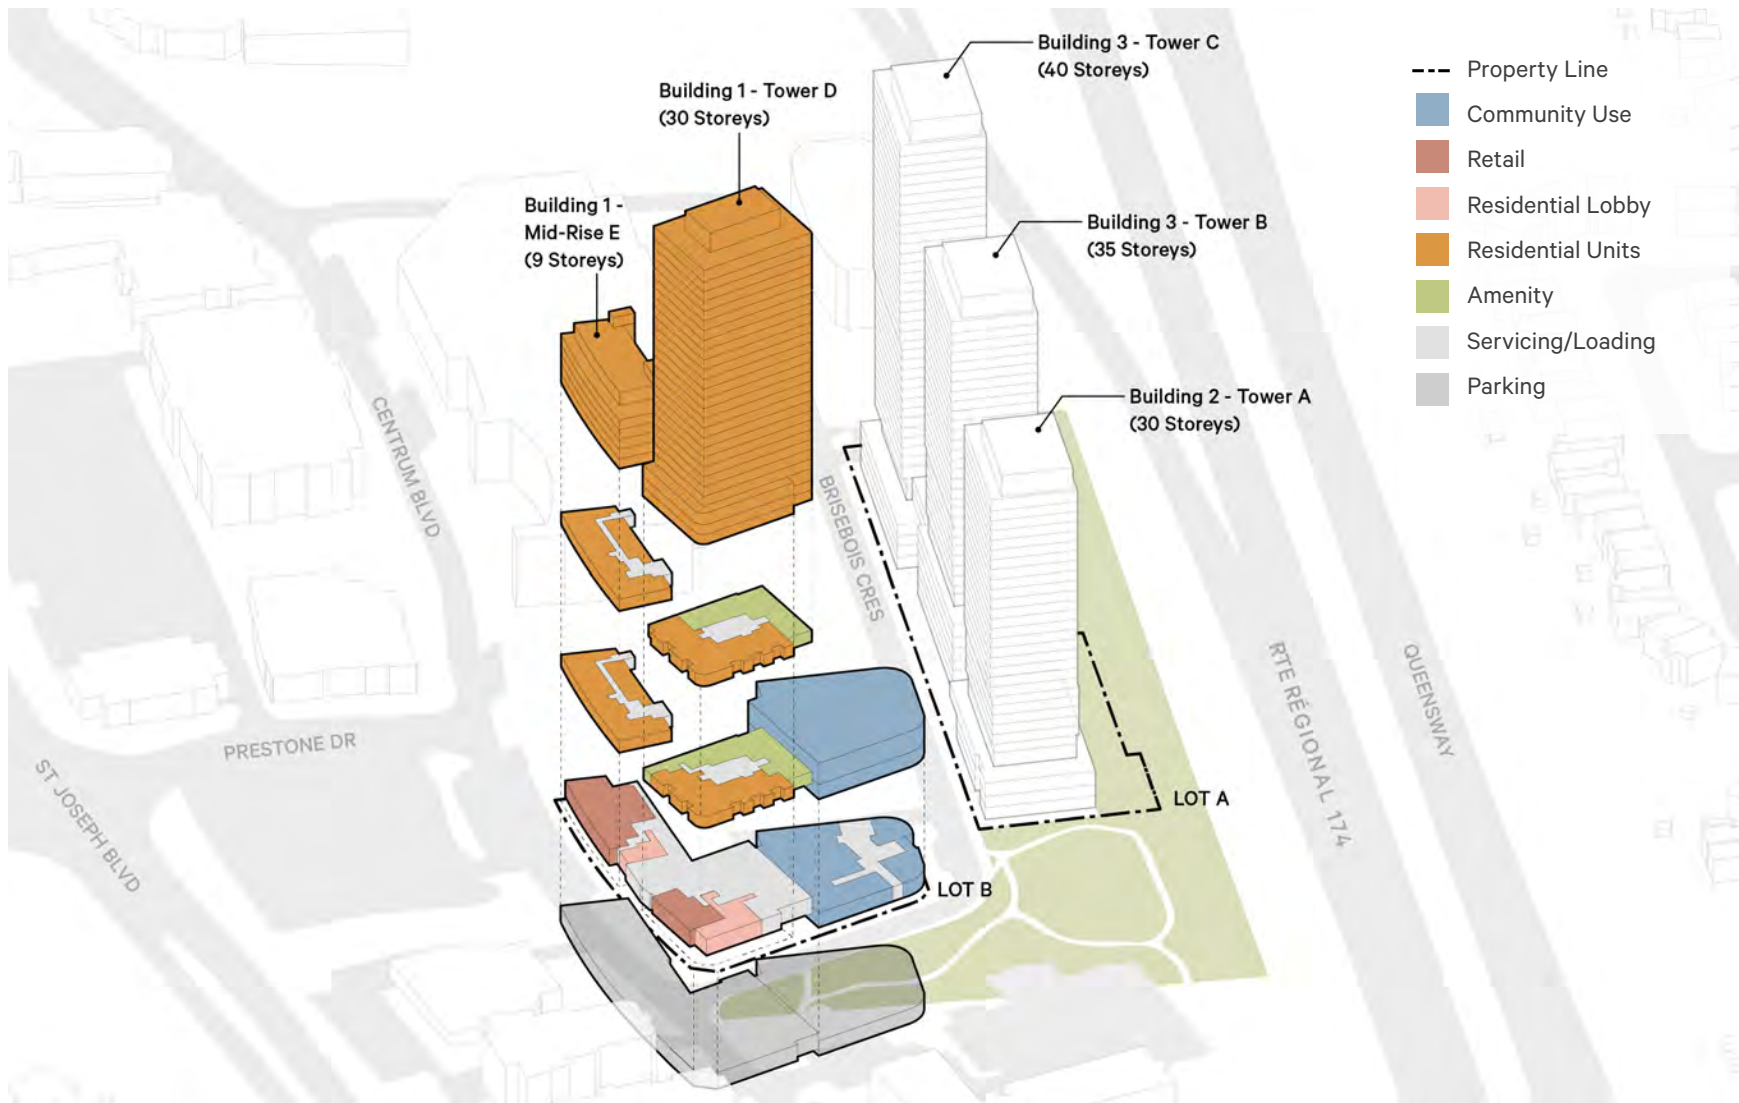 Building 3 - Tower C
(40 Storeys)
Building 1 - Tower D
(30 Storeys)
Building 1 -
Mid-Rise E
(9 Storeys)
Building 3 - Tower B
(35 Storeys)
Building 2 - Tower A
(30 Storeys)
Property Line
Community Use
Retail
Residential Lobby
Residential Units
Amenity
Servicing/Loading
Parking
CENTRUM BLVD
BRISEBOIS CRES
RTE RÉGIONAL 174
QUEENSWAY
PRESTONE DR
ST JOSEPH BLVD
LOT A
LOT B